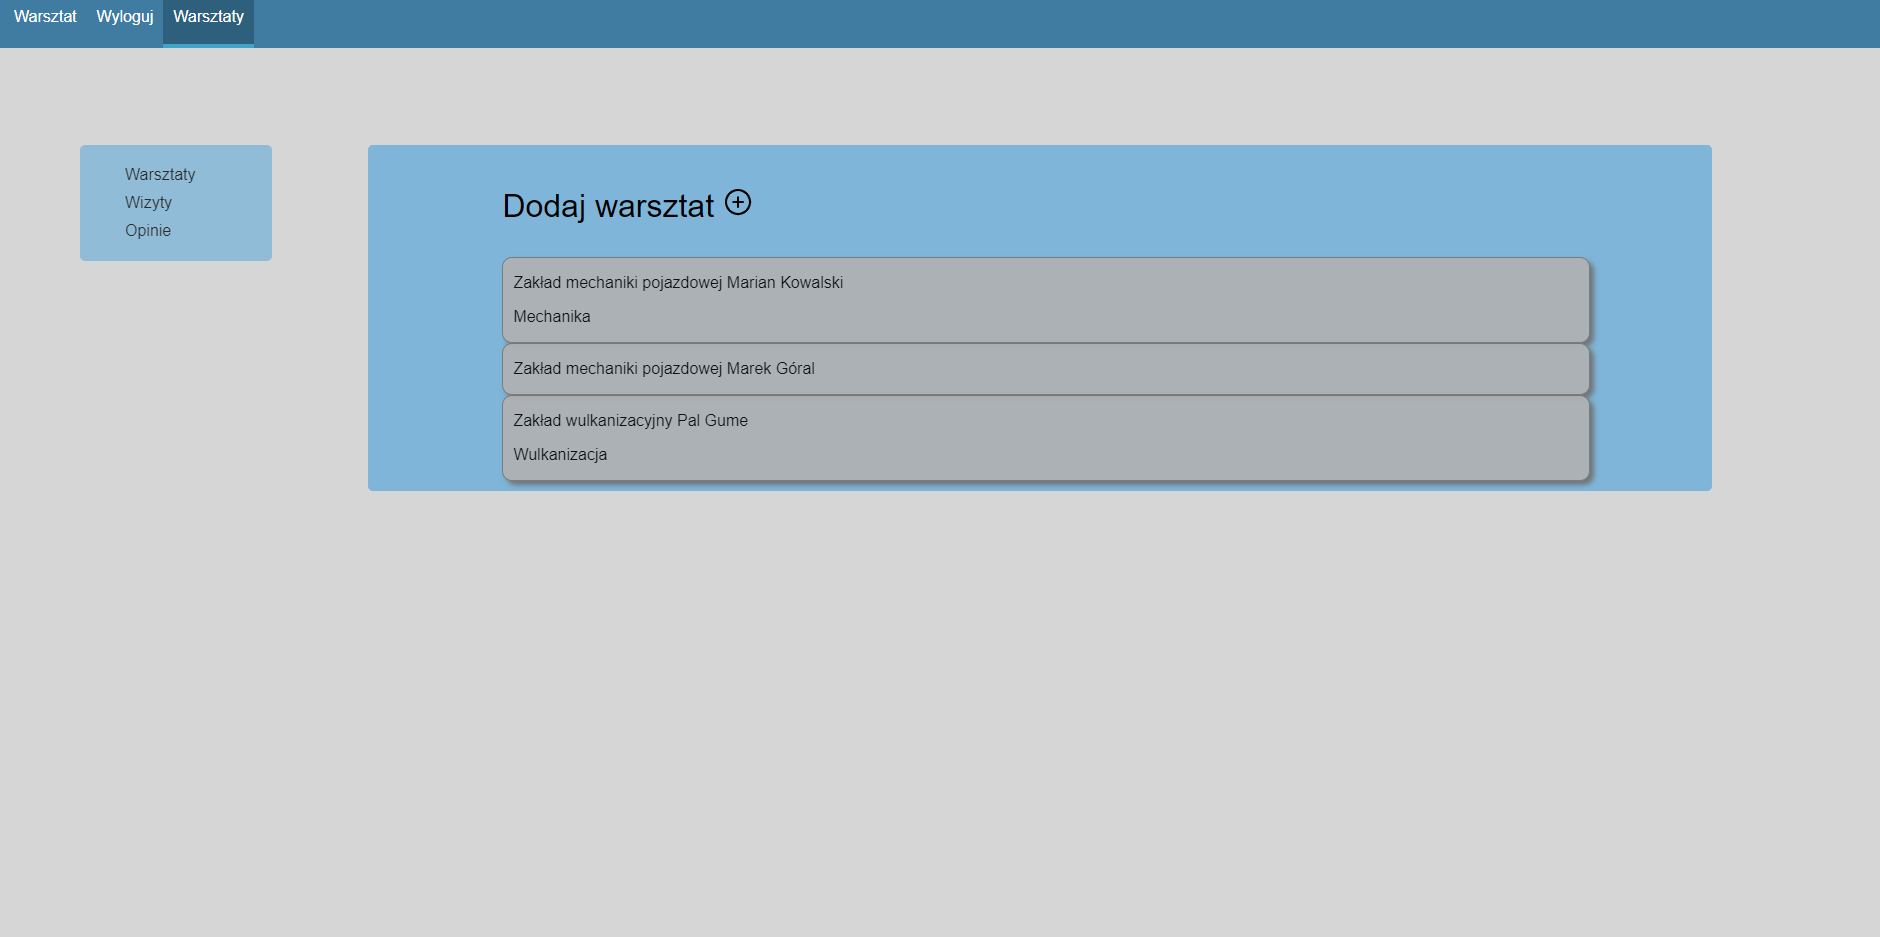 Warsztat Wyloguj Warsztaty
Warsztaty
Wizyty
Opinie
Dodaj warsztat
Zakład mechaniki pojazdowej Marian Kowalski
Mechanika
Zakład mechaniki pojazdowej Marek Góral
Zakład wulkanizacyjny Pal Gume
Wulkanizacja